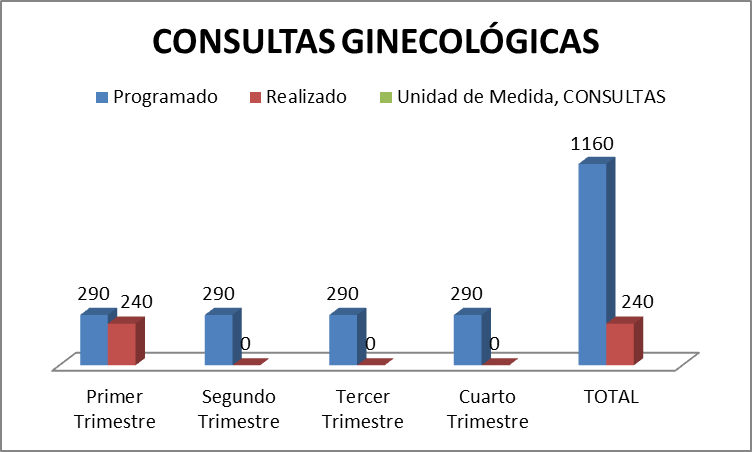 CONSULTAS GINECOLÓGICAS
Programado Realizado Unidad de Medida, CONSULTAS
1160
290 240 290 0 290 0 290 0 240
Primer Segundo Tercer Cuarto TOTAL
Trimestre Trimestre Trimestre Trimestre